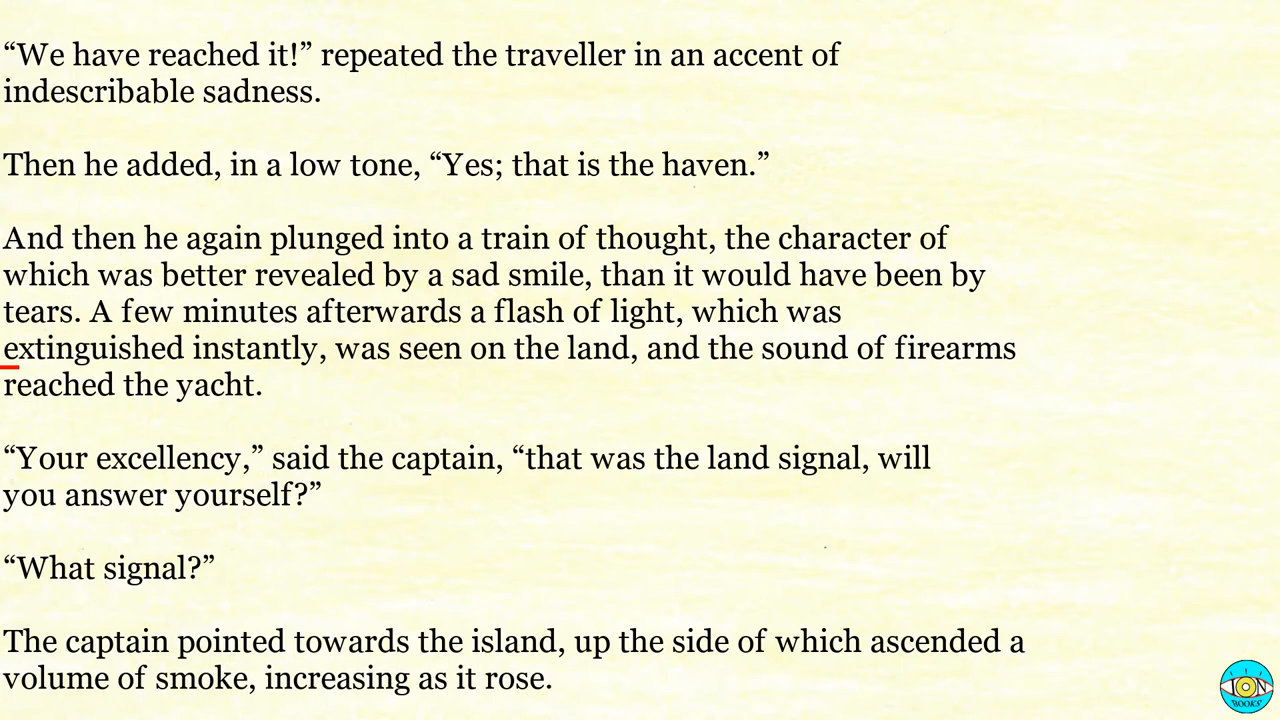 “We have reached it!” repeated the traveller in an accent of
indescribable sadness.
Then he added, in a low tone, “Yes; that is the haven.”
And then he again plunged into a train of thought, the character of
which was better revealed by a sad smile, than it would have been by
tears. A few minutes afterwards a flash of light, which was
extinguished instantly, was seen on the land, and the sound of firearms
reached the yacht.
“Your excellency,” said the captain, “that was the land signal, will
you answer yourself?”
“What signal?”
The captain pointed towards the island, up the side of which ascended a
volume of smoke, increasing as it rose.
ION
BOOKS